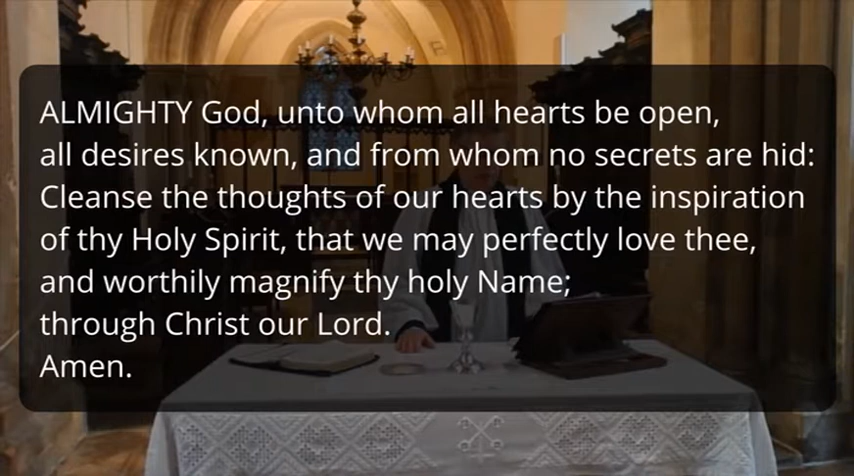 ALMIGHTY God, unto whom all hearts be open,
all desires known, and from whom no secrets are hid:
Cleanse the thoughts of our hearts by the inspiration
of thy Holy Spirit, that we may perfectly love thee,
and worthily magnify thy holy Name;
through Christ our Lord.
Amen.